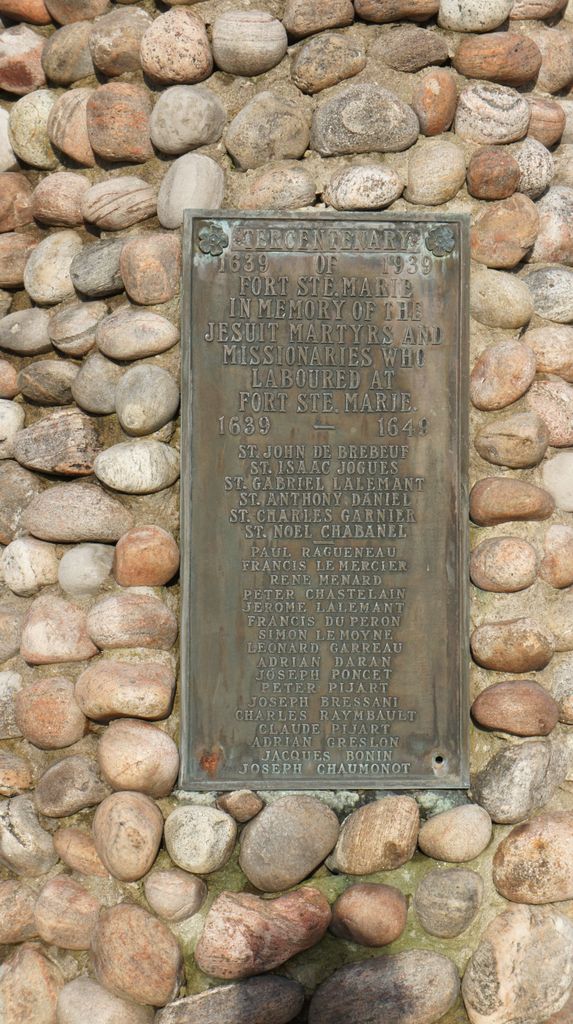 TERCENTENARY
1639 OF 1939
FORT STE. MARIE
IN MEMORY OF THE
JESUIT MARTYRS AND
MISSIONARIES WHO
LABOURED AT
FORT STE. MARIE.
1639 — 1649
ST. JOHN DE BREBEUF
ST. ISAAC JOGUES
ST. GABRIEL LALEMANT
ST. ANTHONY DANIEL
ST. CHARLES GARNIER
ST. NOEL CHABANEL
PAUL RAGUENEAU
FRANCIS LE MERCIER
RENE MENARD
PETER CHASTELAIN
JEROME LALEMANT
FRANCIS DU PERON
SIMON LE MOYNE
LEONARD GARREAU
ADRIAN DARAN
JOSEPH PONCET
PETER PIJART
JOSEPH BRESSANI
CHARLES RAYMBAULT
CLAUDE PIJART
ADRIAN GRESLON
JACQUES BONIN
JOSEPH CHAUMONOT